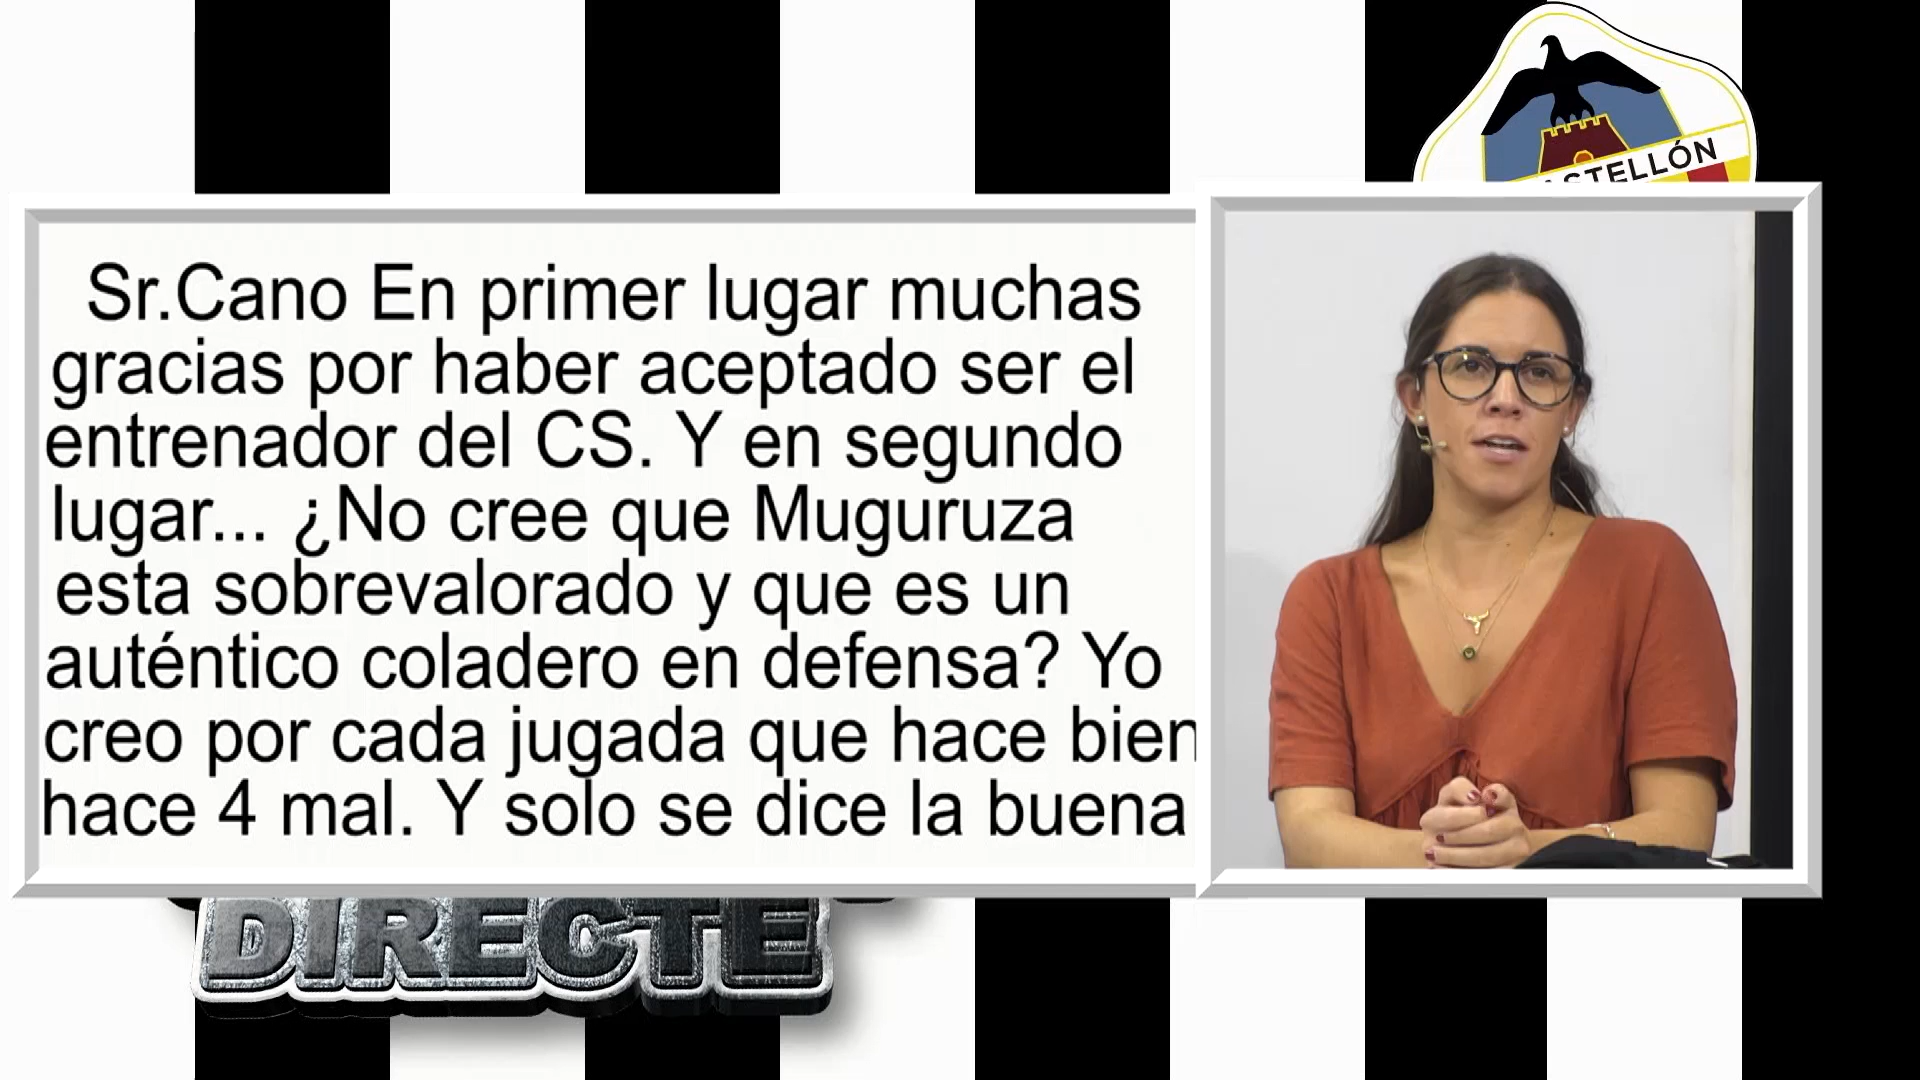 ASTELLÓN
Sr.Cano En primer lugar muchas
gracias por haber aceptado ser el
entrenador del CS. Y en segundo
lugar... ¿No cree que Muguruza
esta sobrevalorado y que es un
auténtico coladero en defensa? Yo
creo por cada jugada que hace bien
hace 4 mal. Y solo se dice la buena
DIRECTE